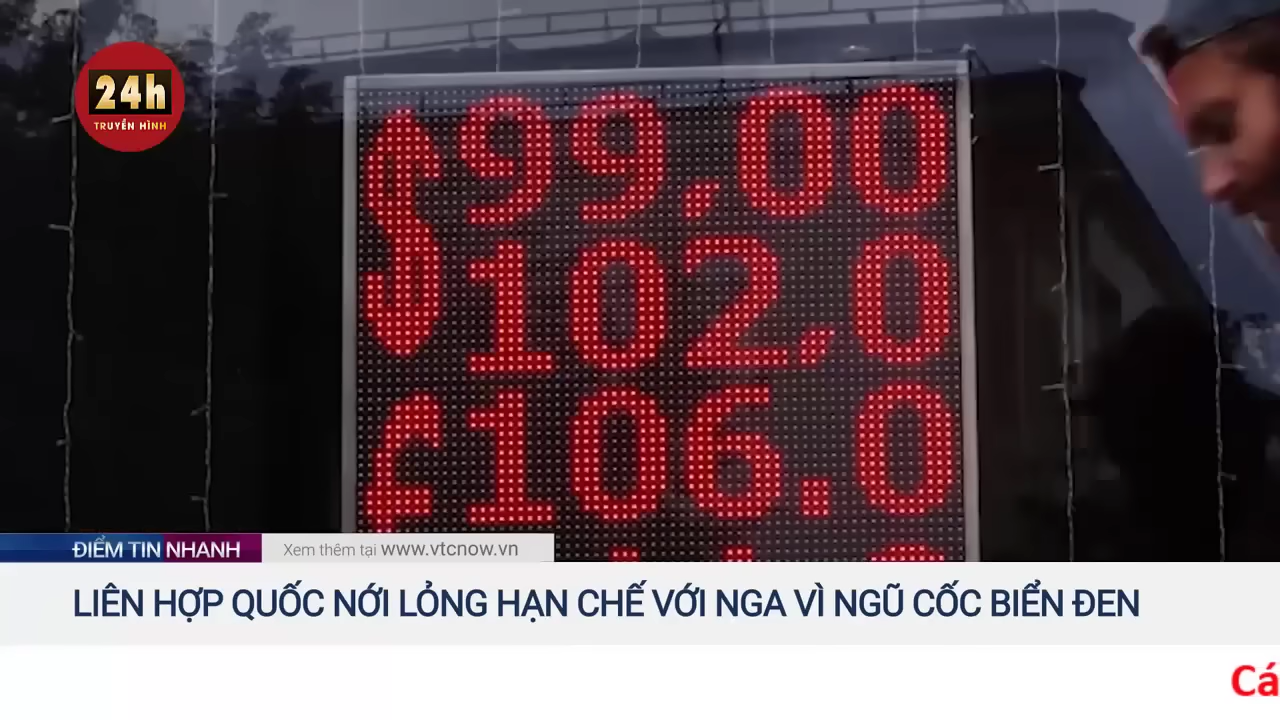 24h
TRUYỀN HÌNH
$99,00
102,0
£106.0
ĐIỂM TIN NHANH
Xem thêm tại www.vtcnow.vn
LIÊN HỢP QUỐC NỚI LỎNG HẠN CHẾ VỚI NGA VÌ NGŨ CỐC BIỂN ĐEN
Cá